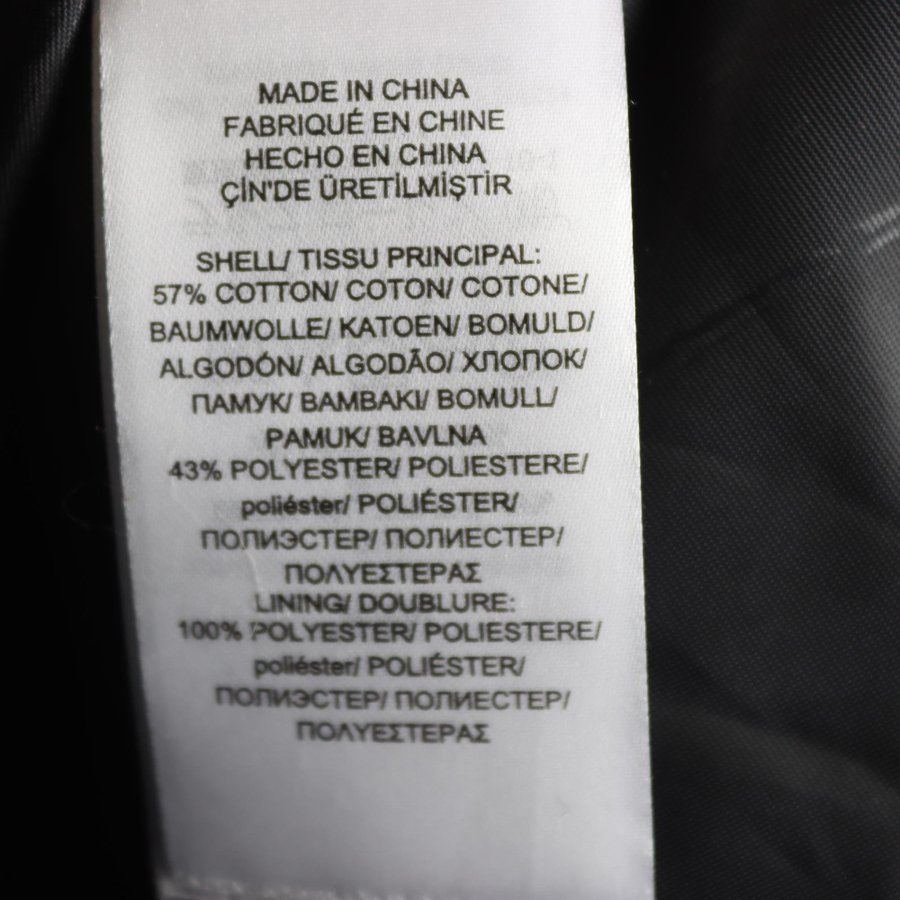 MADE IN CHINA
FABRIQUÉ EN CHINE
HECHO EN CHINA
ÇİN'DE ÜRETİLMİŞTİR
SHELL/ TISSU PRINCIPAL:
57% COTTON/ COTON/ COTONE/
BAUMWOLLE/ KATOEN/ BOMULD/
ALGODÓN/ ALGODÃO/ ХЛОПОК/
ПАМУК/ ΒΑΜΒΑΚΙ/ BOMULL/
PAMUK/ BAVLNA
43% POLYESTER/ POLIESTERE/
poliéster/ POLIÉSTER/
ПОЛИЭСТЕР/ ПОЛИЕСТЕР/
ΠΟΛΥΕΣΤΕΡΑΣ
LINING/ DOUBLURE:
100% POLYESTER/ POLIESTERE/
poliéster/ POLIÉSTER/
ПОЛИЭСТЕР/ ПОЛИЕСТЕР/
ΠΟΛΥΕΣΤΕΡΑΣ